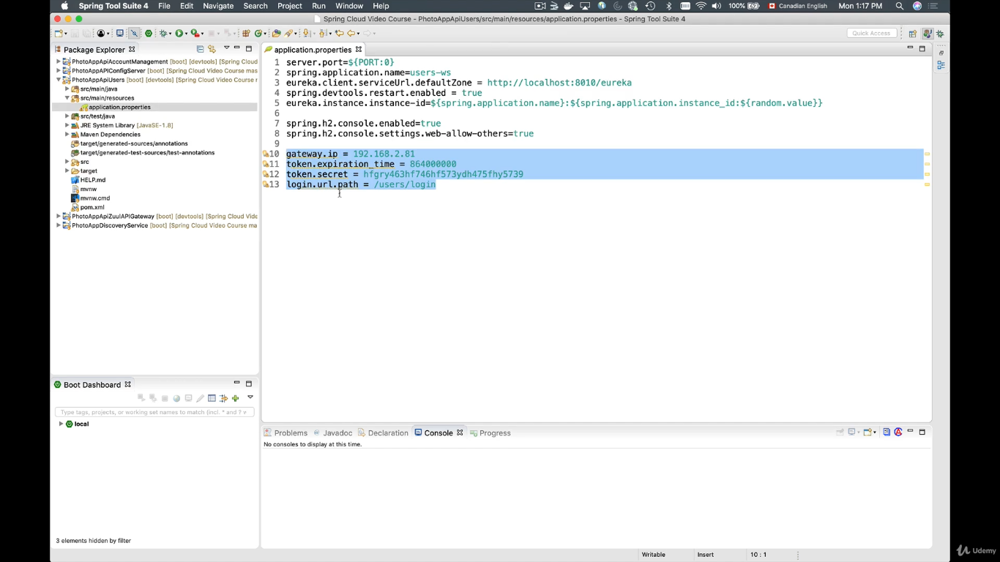 Spring Tool Suite 4 File Edit Navigate Search Project Run Window Help 100% Canadian English Mon 1:17 PM
Spring Cloud Video Course - PhotoAppApiUsers/src/main/resources/application.properties - Spring Tool Suite 4
Quick Access
Package Explorer
PhotoAppApiAccountManagement [boot] [devtools] [Spring Cloud
PhotoAppAPIConfigServer [boot] [Spring Cloud Video Course mas
PhotoAppApiUsers [boot] [devtools] [Spring Cloud Video Course m
src/main/java
src/main/resources
application.properties
src/test/java
JRE System Library [JavaSE-1.8]
Maven Dependencies
target/generated-sources/annotations
target/generated-test-sources/test-annotations
src
target
HELP.md
mvnw
mvnw.cmd
pom.xml
PhotoAppApiZuulAPIGateway [boot] [devtools] [Spring Cloud Vide
PhotoAppDiscoveryService [boot] [Spring Cloud Video Course ma
application.properties
1 server.port=${PORT:0}
2 spring.application.name=users-ws
3 eureka.client.serviceUrl.defaultZone = http://localhost:8010/eureka
4 spring.devtools.restart.enabled = true
5 eureka.instance.instance-id=${spring.application.name}:${spring.application.instance_id:${random.value}}
6
7 spring.h2.console.enabled=true
8 spring.h2.console.settings.web-allow-others=true
9
10 gateway.ip = 192.168.2.81
11 token.expiration_time = 864000000
12 token.secret = hfgry463hf746hf573ydh475fhy5739
13 login.url.path = /users/login
Boot Dashboard
Type tags, projects, or working set names to match (incl. * and ? w
local
3 elements hidden by filter
Problems Javadoc Declaration Console Progress
No consoles to display at this time.
Writable Insert 10 : 1
Udemy